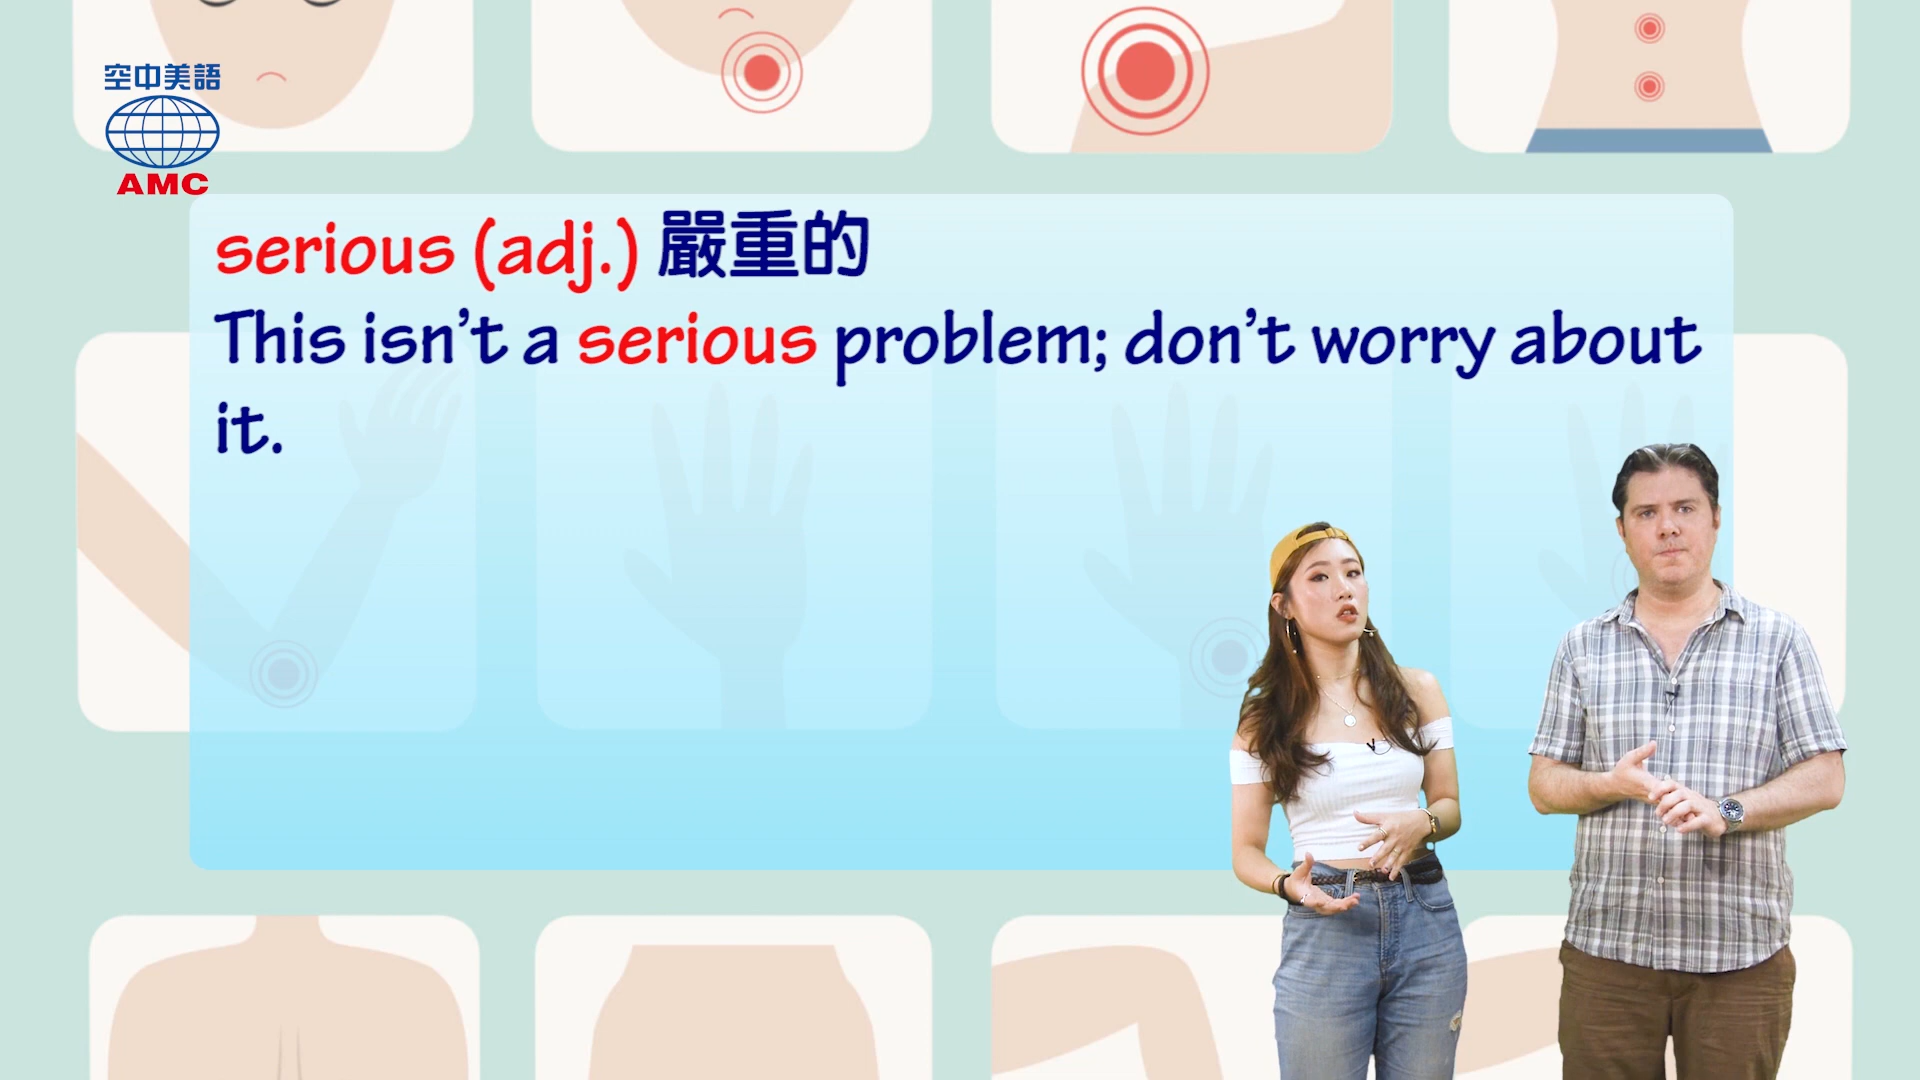 空中美語
AMC
serious (adj.) 嚴重的
This isn't a serious problem; don't worry about
it.